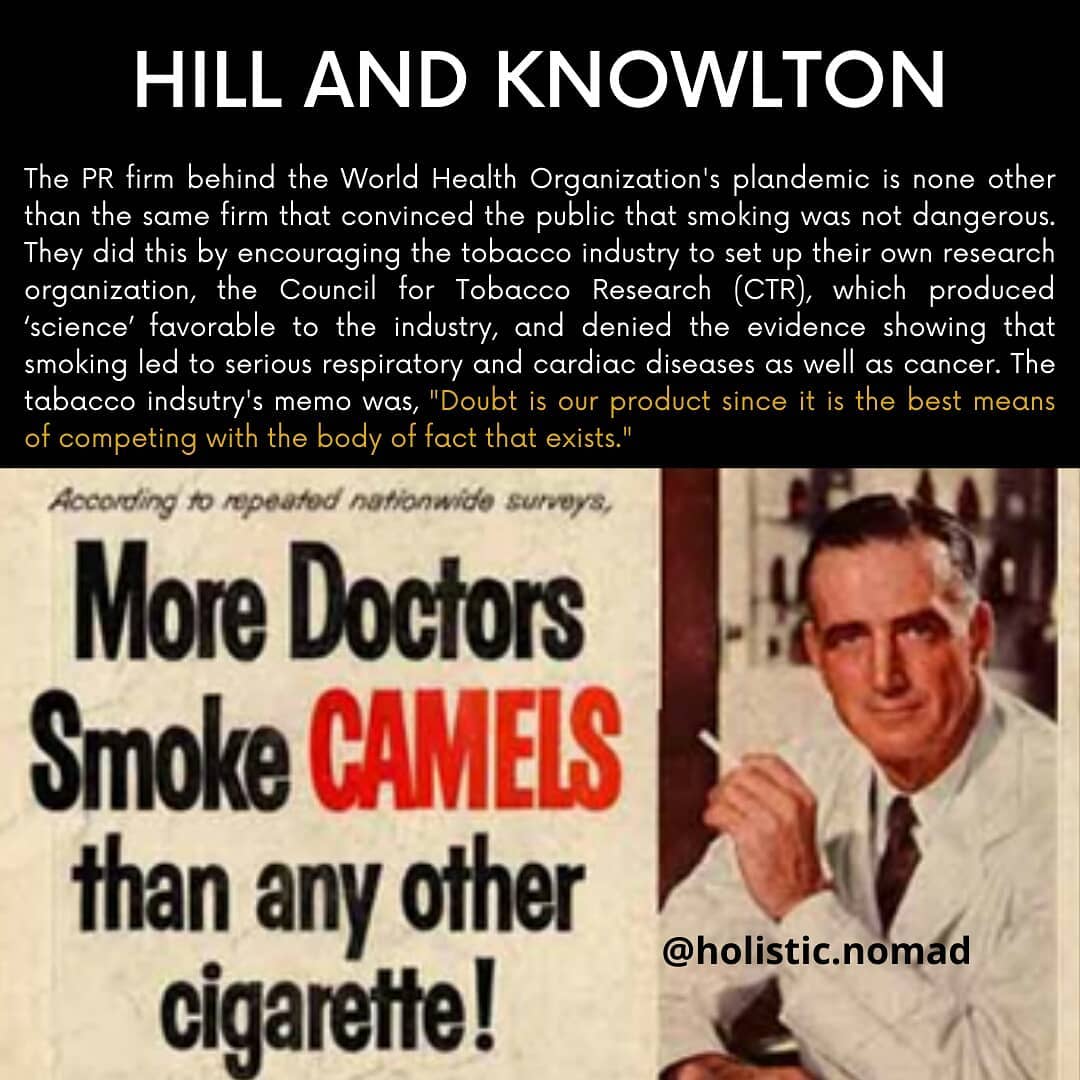 HILL AND KNOWLTON
The PR firm behind the World Health Organization's plandemic is none other
than the same firm that convinced the public that smoking was not dangerous.
They did this by encouraging the tobacco industry to set up their own research
organization, the Council for Tobacco Research (CTR), which produced
‘science’ favorable to the industry, and denied the evidence showing that
smoking led to serious respiratory and cardiac diseases as well as cancer. The
tabacco indsutry's memo was, "Doubt is our product since it is the best means
of competing with the body of fact that exists."
According to repeated nationwide surveys,
More Doctors
Smoke CAMELS
than any other
cigarette!
@holistic.nomad